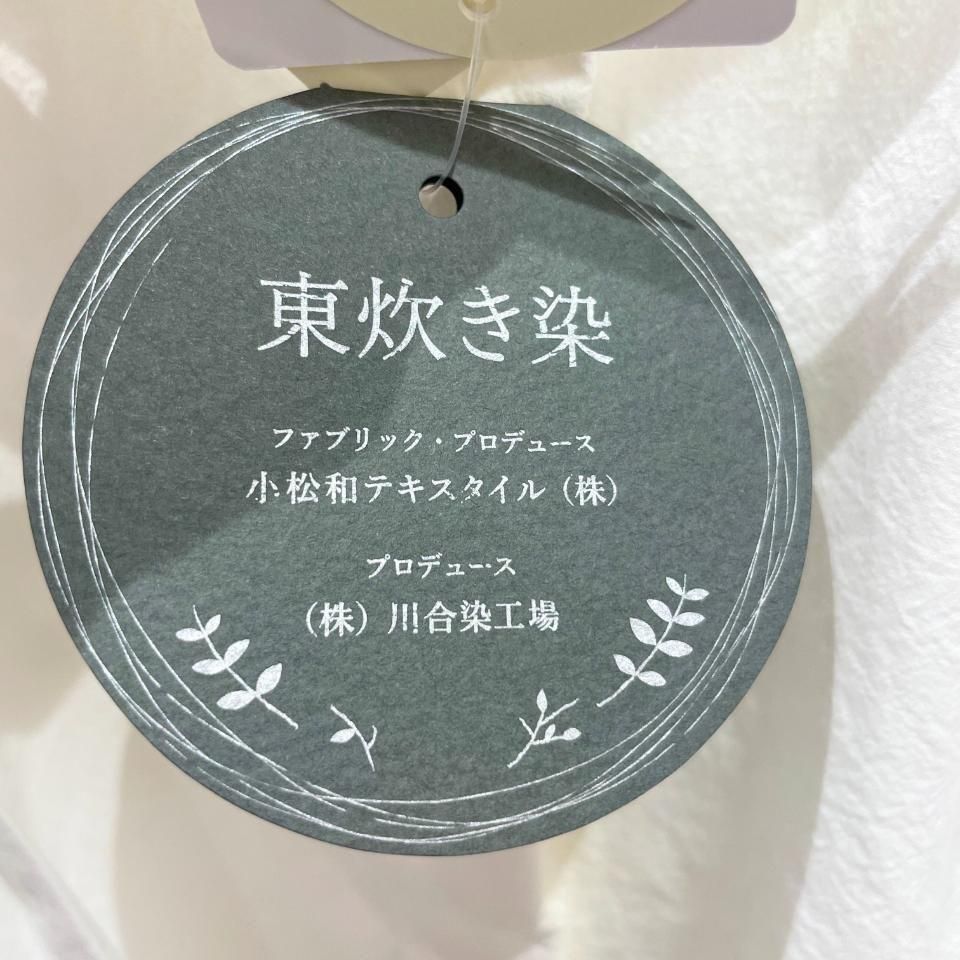 東炊き染
ファブリック・プロデュース
小松和テキスタイル（株）
プロデュース
（株）川合染工場